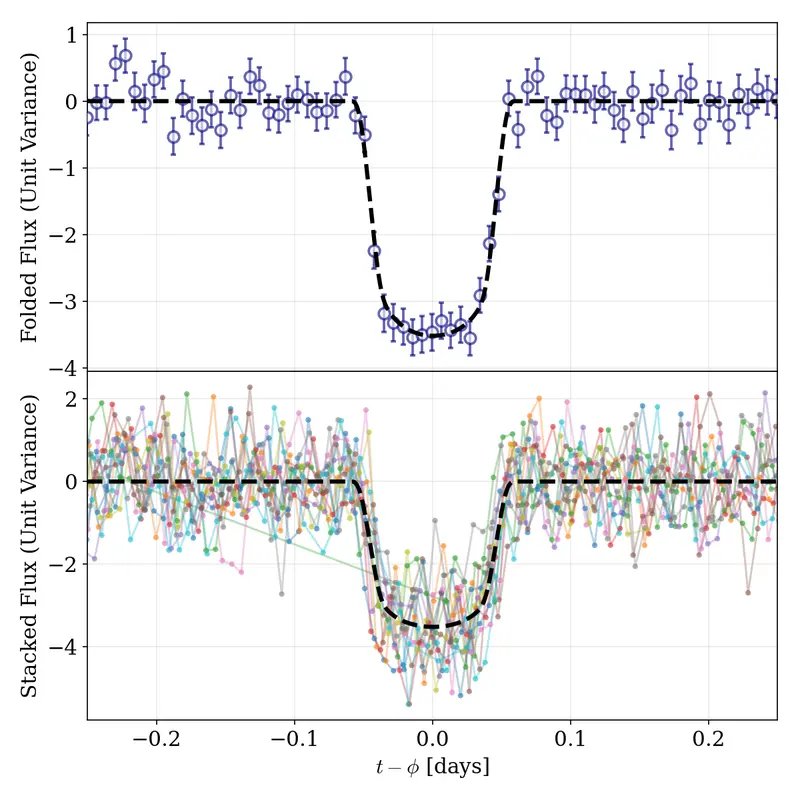 Folded Flux (Unit Variance)
1
0
−1
−2
−3
−4
Stacked Flux (Unit Variance)
2
0
−2
−4
−0.2 −0.1 0.0 0.1 0.2
t − ϕ [days]